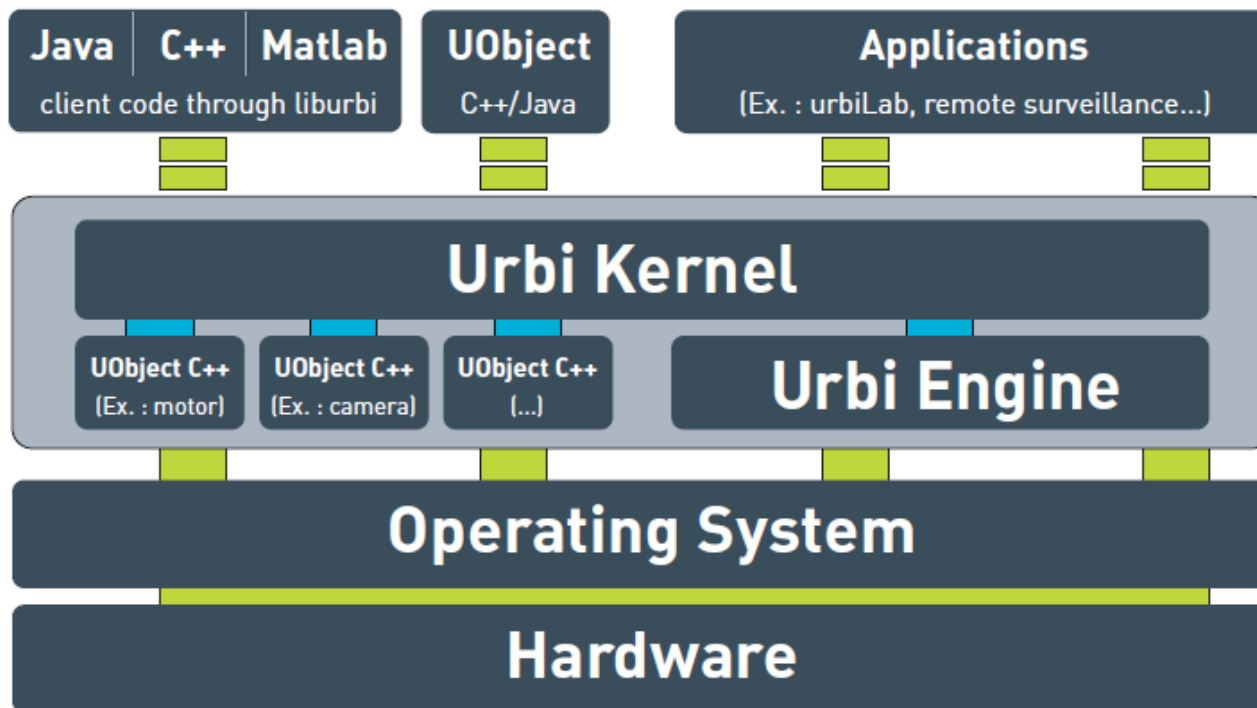 Java C++ Matlab
client code through liburbi
UObject
C++/Java
Applications
(Ex. : urbiLab, remote surveillance...)
Urbi Kernel
UObject C++
(Ex. : motor)
UObject C++
(Ex. : camera)
UObject C++
(...)
Urbi Engine
Operating System
Hardware